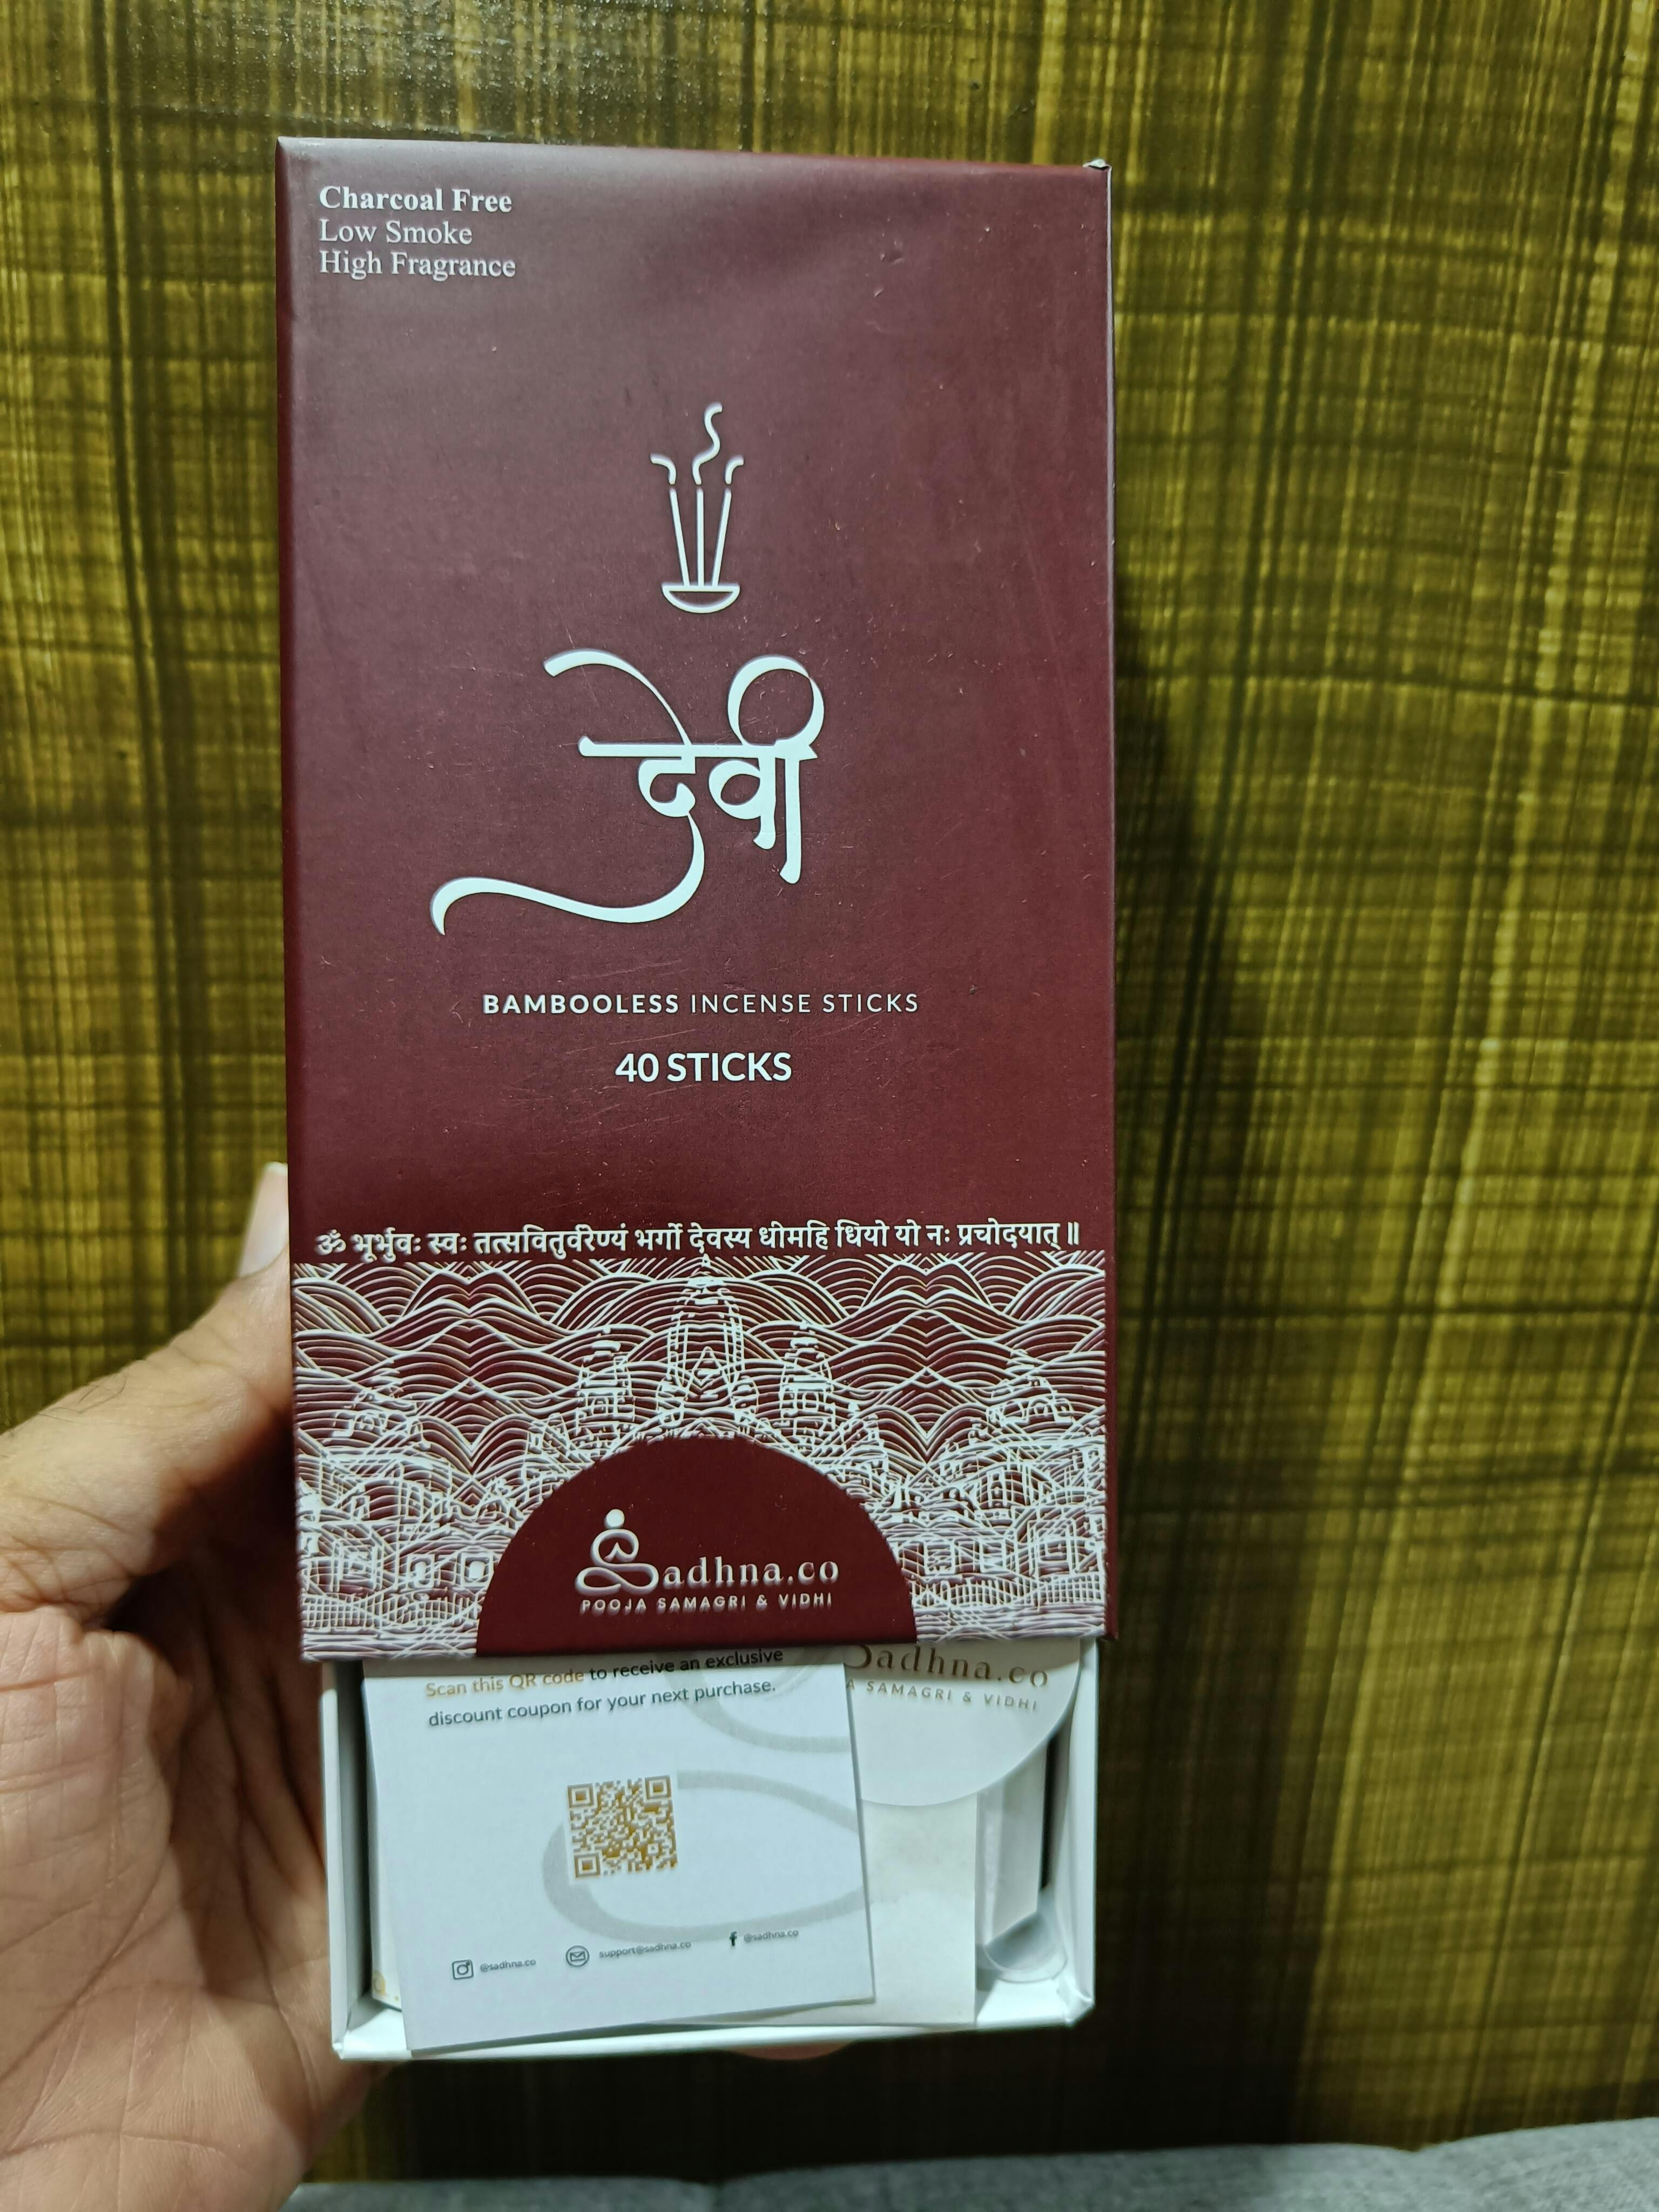 Charcoal Free
Low Smoke
High Fragrance
देवी
BAMBOOLESS INCENSE STICKS
40 STICKS
ॐ भूर्भुवः स्वः तत्सवितुर्वरेण्यं भर्गो देवस्य धीमहि धियो यो नः प्रचोदयात् ॥
Sadhna.co
POOJA SAMAGRI & VIDHI
Scan this QR code to receive an exclusive
discount coupon for your next purchase.
Sadhna.co
SAMAGRI & VIDHI
@sadhna.co
support@sadhna.co
@sadhna.co